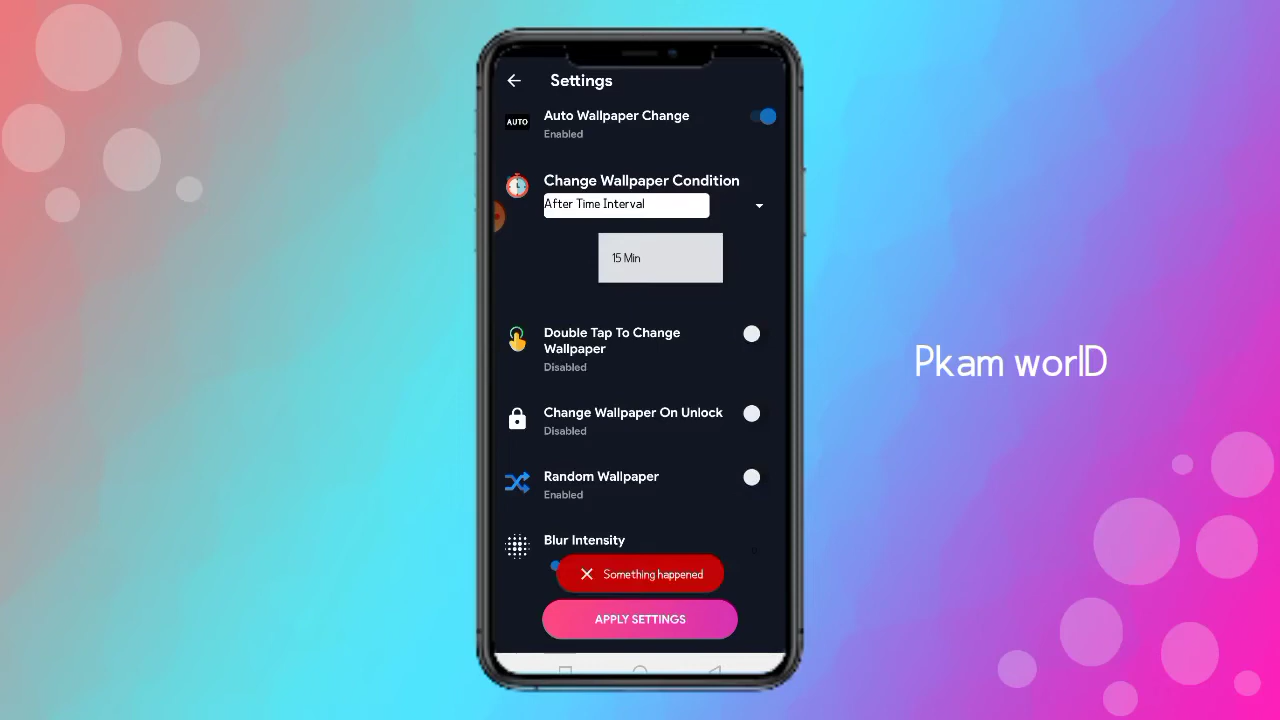 Settings
AUTO
Auto Wallpaper Change
Enabled
Change Wallpaper Condition
After Time Interval
15 Min
Double Tap To Change
Wallpaper
Disabled
Change Wallpaper On Unlock
Disabled
Random Wallpaper
Enabled
Blur Intensity
0
Something happened
APPLY SETTINGS
Pkam worlD